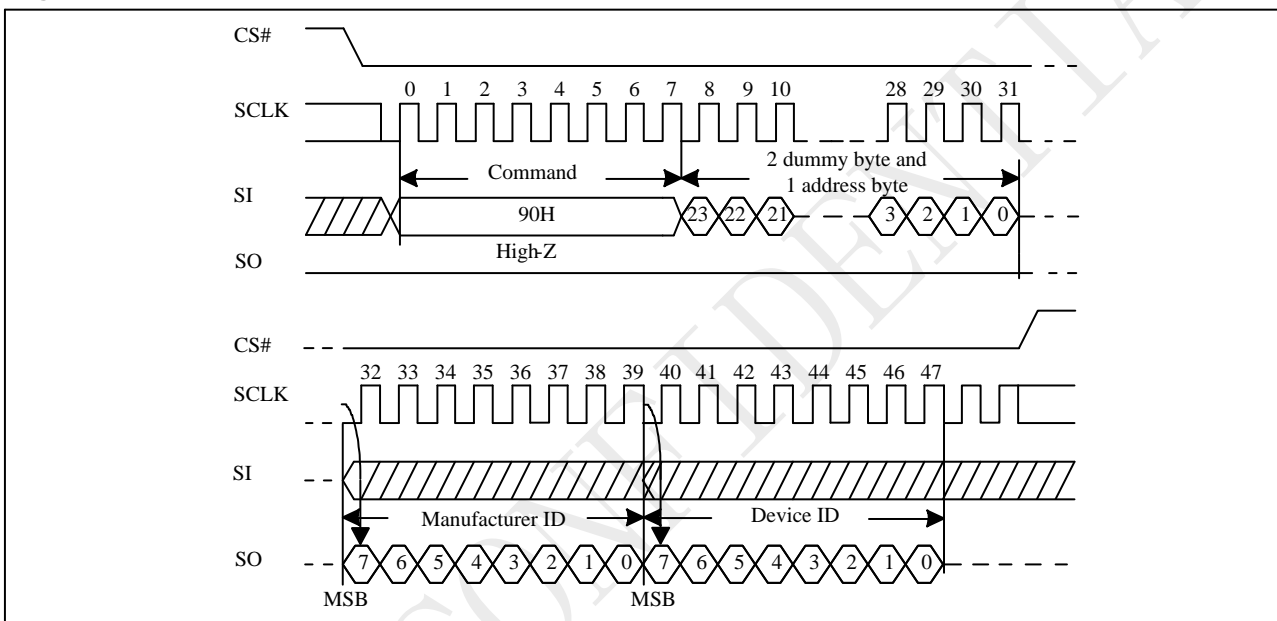 CS#
0 1 2 3 4 5 6 7 8 9 10 28 29 30 31
SCLK
Command
2 dummy byte and
1 address byte
SI
90H
23 22 21 3 2 1 0
High-Z
SO
CS#
32 33 34 35 36 37 38 39 40 41 42 43 44 45 46 47
SCLK
SI
Manufacturer ID
Device ID
SO
7 6 5 4 3 2 1 0 7 6 5 4 3 2 1 0
MSB MSB